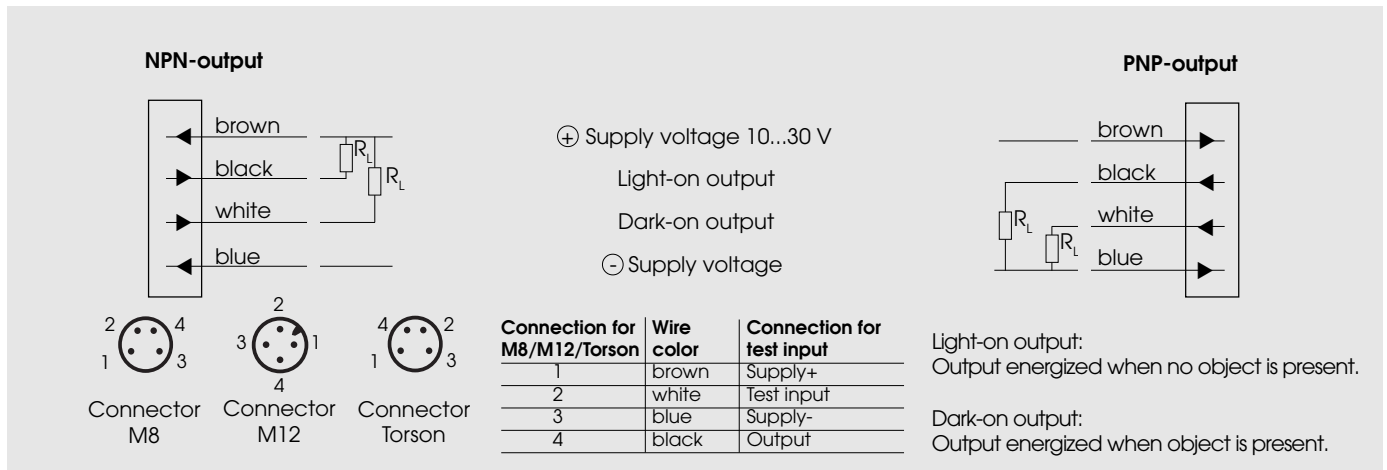 NPN-output
PNP-output
brown
black
white
blue
R_L
R_L
⊕ Supply voltage 10...30 V
Light-on output
Dark-on output
⊖ Supply voltage
brown
black
white
blue
R_L
R_L
2 4
1 3
Connector
M8
2
3 1
4
Connector
M12
4 2
1 3
Connector
Torson
Connection for M8/M12/Torson | Wire color | Connection for test input
1 | brown | Supply+
2 | white | Test input
3 | blue | Supply-
4 | black | Output
Light-on output:
Output energized when no object is present.
Dark-on output:
Output energized when object is present.